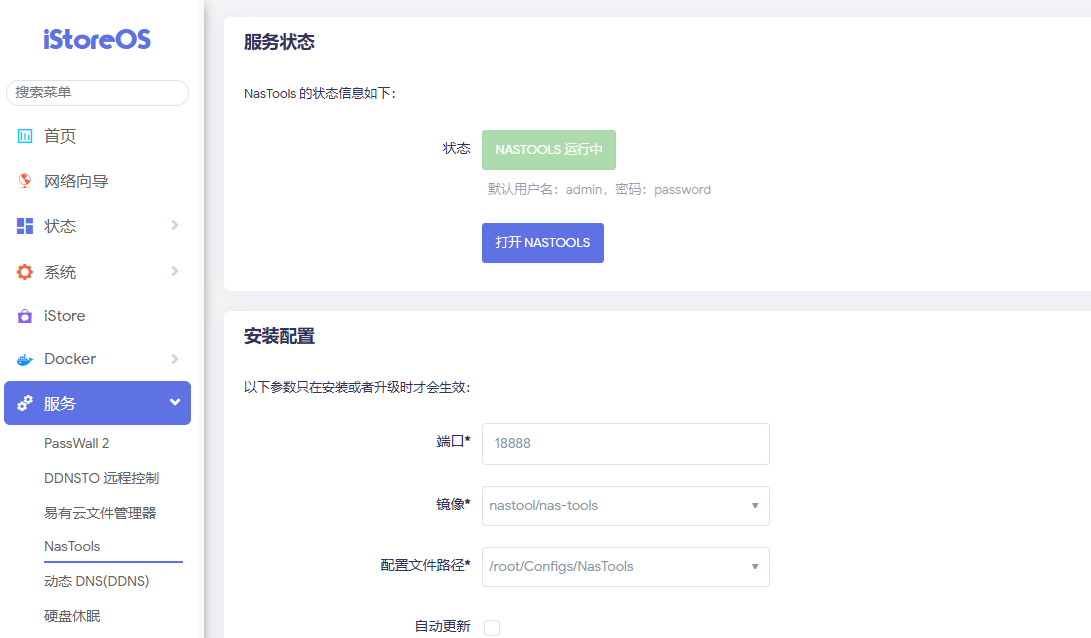 iStoreOS
搜索菜单
首页
网络向导
状态
系统
iStore
Docker
服务
PassWall 2
DDNSTO 远程控制
易有云文件管理器
NasTools
动态 DNS(DDNS)
硬盘休眠
服务状态
NasTools 的状态信息如下：
状态
NASTOOLS 运行中
默认用户名：admin，密码：password
打开 NASTOOLS
安装配置
以下参数只在安装或者升级时才会生效：
端口* 18888
镜像* nastool/nas-tools
配置文件路径* /root/Configs/NasTools
自动更新